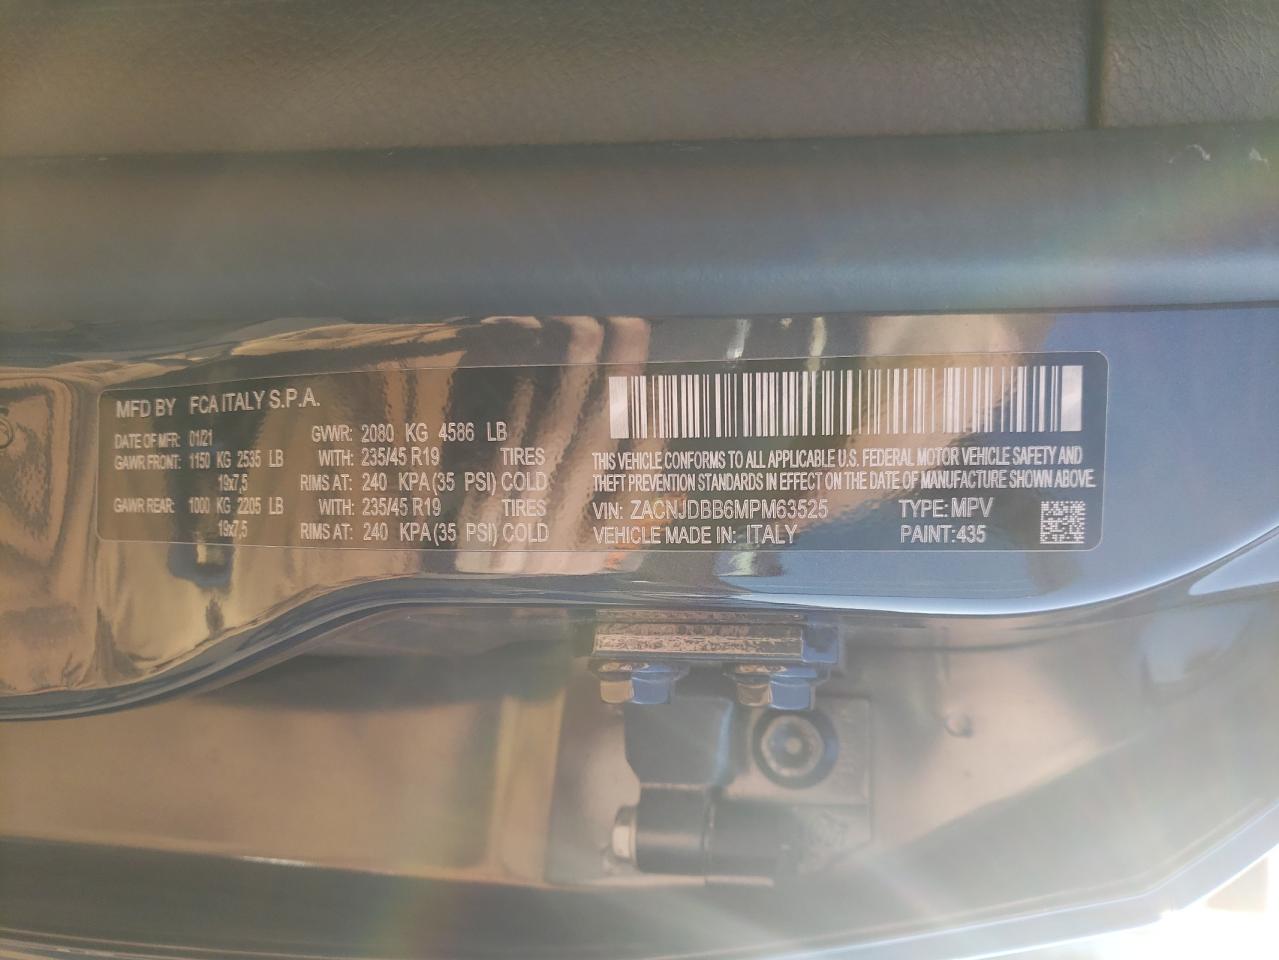 MFD BY FCA ITALY S.P.A.
DATE OF MFR: 01/21 GVWR: 2080 KG 4586 LB
GAWR FRONT: 1150 KG 2535 LB WITH: 235/45 R19 TIRES
19x7,5 RIMS AT: 240 KPA (35 PSI) COLD
GAWR REAR: 1000 KG 2205 LB WITH: 235/45 R19 TIRES
19x7,5 RIMS AT: 240 KPA (35 PSI) COLD
THIS VEHICLE CONFORMS TO ALL APPLICABLE U.S. FEDERAL MOTOR VEHICLE SAFETY AND
THEFT PREVENTION STANDARDS IN EFFECT ON THE DATE OF MANUFACTURE SHOWN ABOVE.
VIN: ZACNJDBB6MPM63525 TYPE: MPV
VEHICLE MADE IN: ITALY PAINT:435